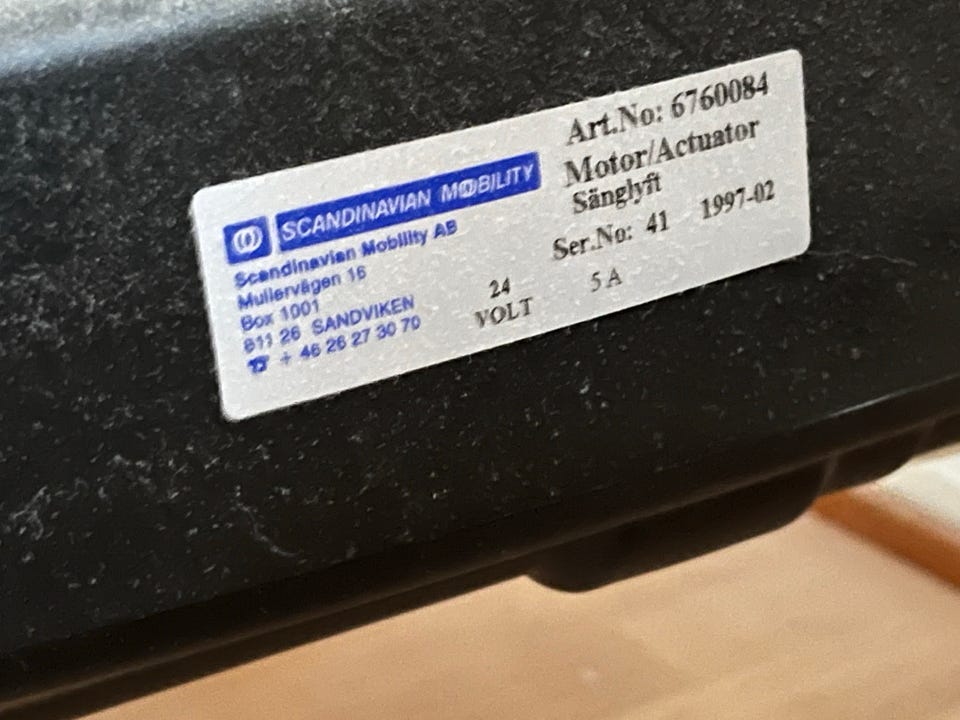 SCANDINAVIAN MOBILITY
Scandinavian Mobility AB
Mullervägen 16
Box 1001
811 26 SANDVIKEN
☎ + 46 26 27 30 70
Art.No: 6760084
Motor/Actuator
Sänglyft
Ser.No: 41 1997-02
24 5 A
VOLT